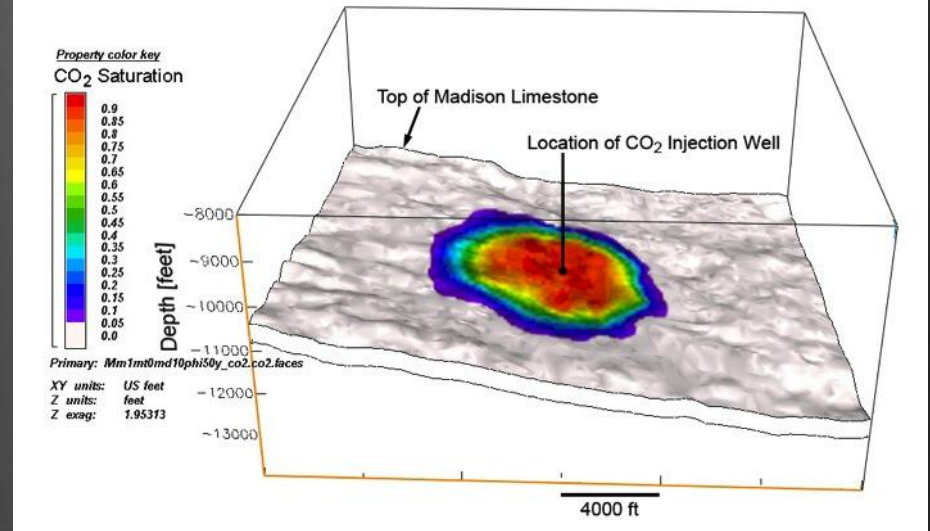 Property color key
CO2 Saturation
0.9
0.85
0.8
0.75
0.7
0.65
0.6
0.55
0.5
0.45
0.4
0.35
0.3
0.25
0.2
0.15
0.1
0.05
0.0
Primary: Mm1mt0md10phi50y_co2.co2.faces
XY units: US feet
Z units: feet
Z exag: 1.95313
Top of Madison Limestone
Location of CO2 Injection Well
Depth [feet]
-8000
-9000
-10000
-11000
-12000
-13000
4000 ft